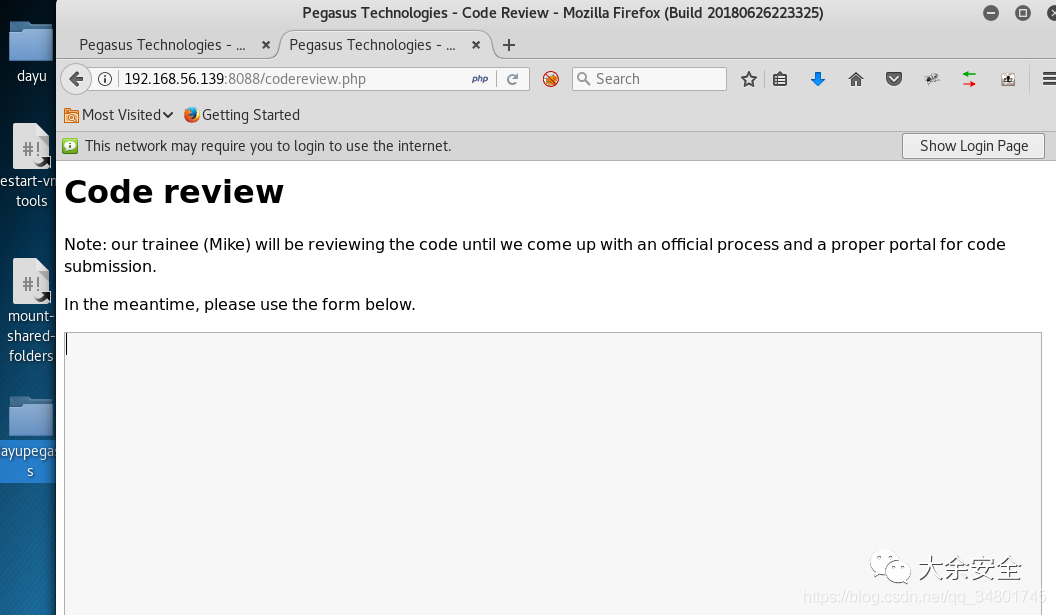 Pegasus Technologies - Code Review - Mozilla Firefox (Build 20180626223325)
Pegasus Technologies - ... × Pegasus Technologies - ... × +
192.168.56.139:8088/codereview.php php Search
Most Visited Getting Started
This network may require you to login to use the internet. Show Login Page
dayu
#!
estart-vm
tools
#!
mount-
shared-
folders
ayupegas
s
Code review
Note: our trainee (Mike) will be reviewing the code until we come up with an official process and a proper portal for code
submission.
In the meantime, please use the form below.
大余安全
https://blog.csdn.net/qq_34801745